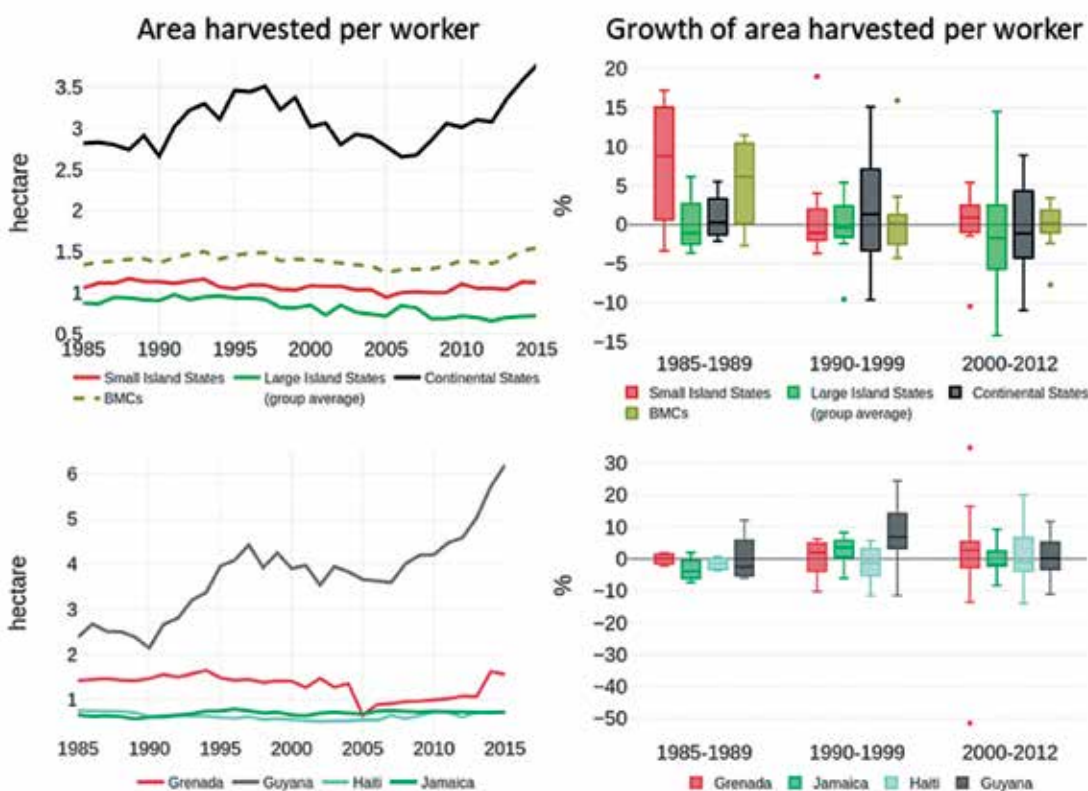 Area harvested per worker
Growth of area harvested per worker
hectare
3.5
3
2.5
2
1.5
1
0.5
1985 1990 1995 2000 2005 2010 2015
Small Island States Large Island States Continental States
BMCs (group average)
%
20
15
10
5
0
−5
−10
−15
1985-1989 1990-1999 2000-2012
Small Island States Large Island States Continental States
BMCs (group average)
hectare
6
5
4
3
2
1
1985 1990 1995 2000 2005 2010 2015
Grenada Guyana Haiti Jamaica
%
30
20
10
0
−10
−20
−30
−40
−50
1985-1989 1990-1999 2000-2012
Grenada Jamaica Haiti Guyana